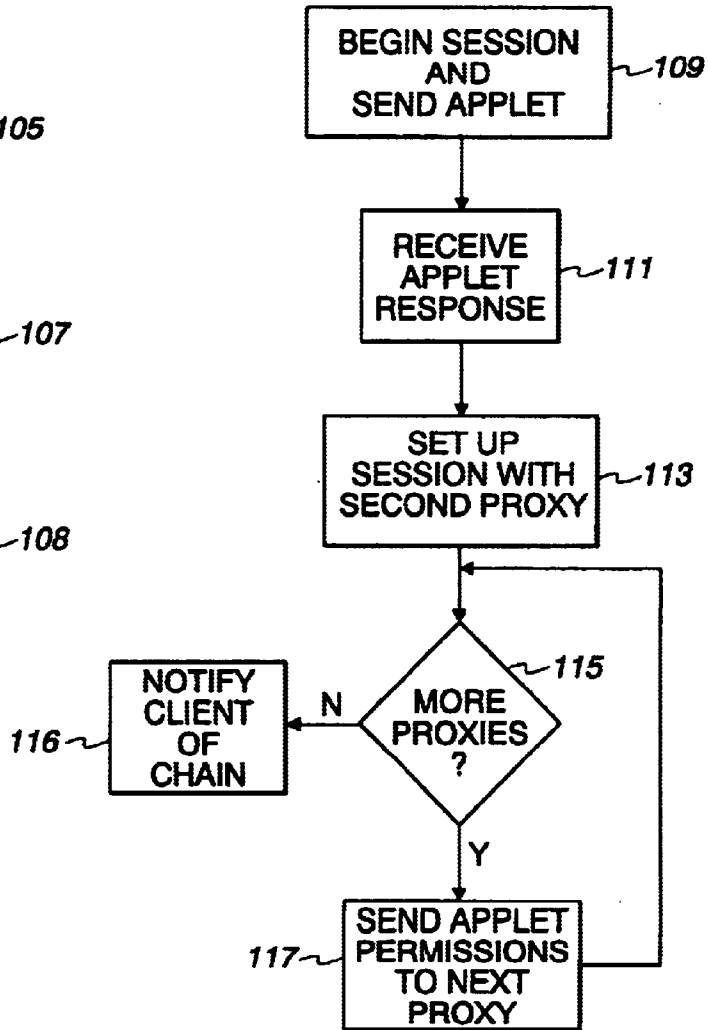 BEGIN SESSION
AND
SEND APPLET
109
105
RECEIVE
APPLET
RESPONSE
111
107
SET UP
SESSION WITH
SECOND PROXY
113
108
115
MORE
PROXIES
?
N
NOTIFY
CLIENT
OF
CHAIN
116
Y
SEND APPLET
PERMISSIONS
TO NEXT
PROXY
117